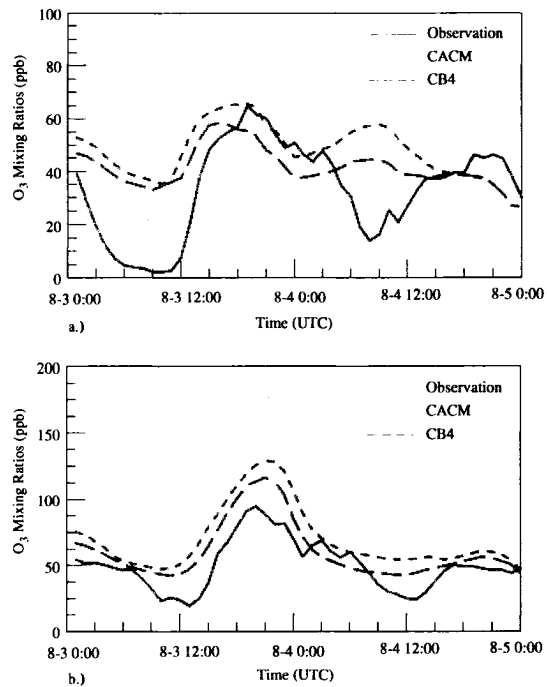 100
80
60
40
20
0
O3 Mixing Ratios (ppb)
Observation
CACM
CB4
8-3 0:00 8-3 12:00 8-4 0:00 8-4 12:00 8-5 0:00
a.) Time (UTC)
200
150
100
50
0
O3 Mixing Ratios (ppb)
Observation
CACM
CB4
8-3 0:00 8-3 12:00 8-4 0:00 8-4 12:00 8-5 0:00
Time (UTC)
b.)